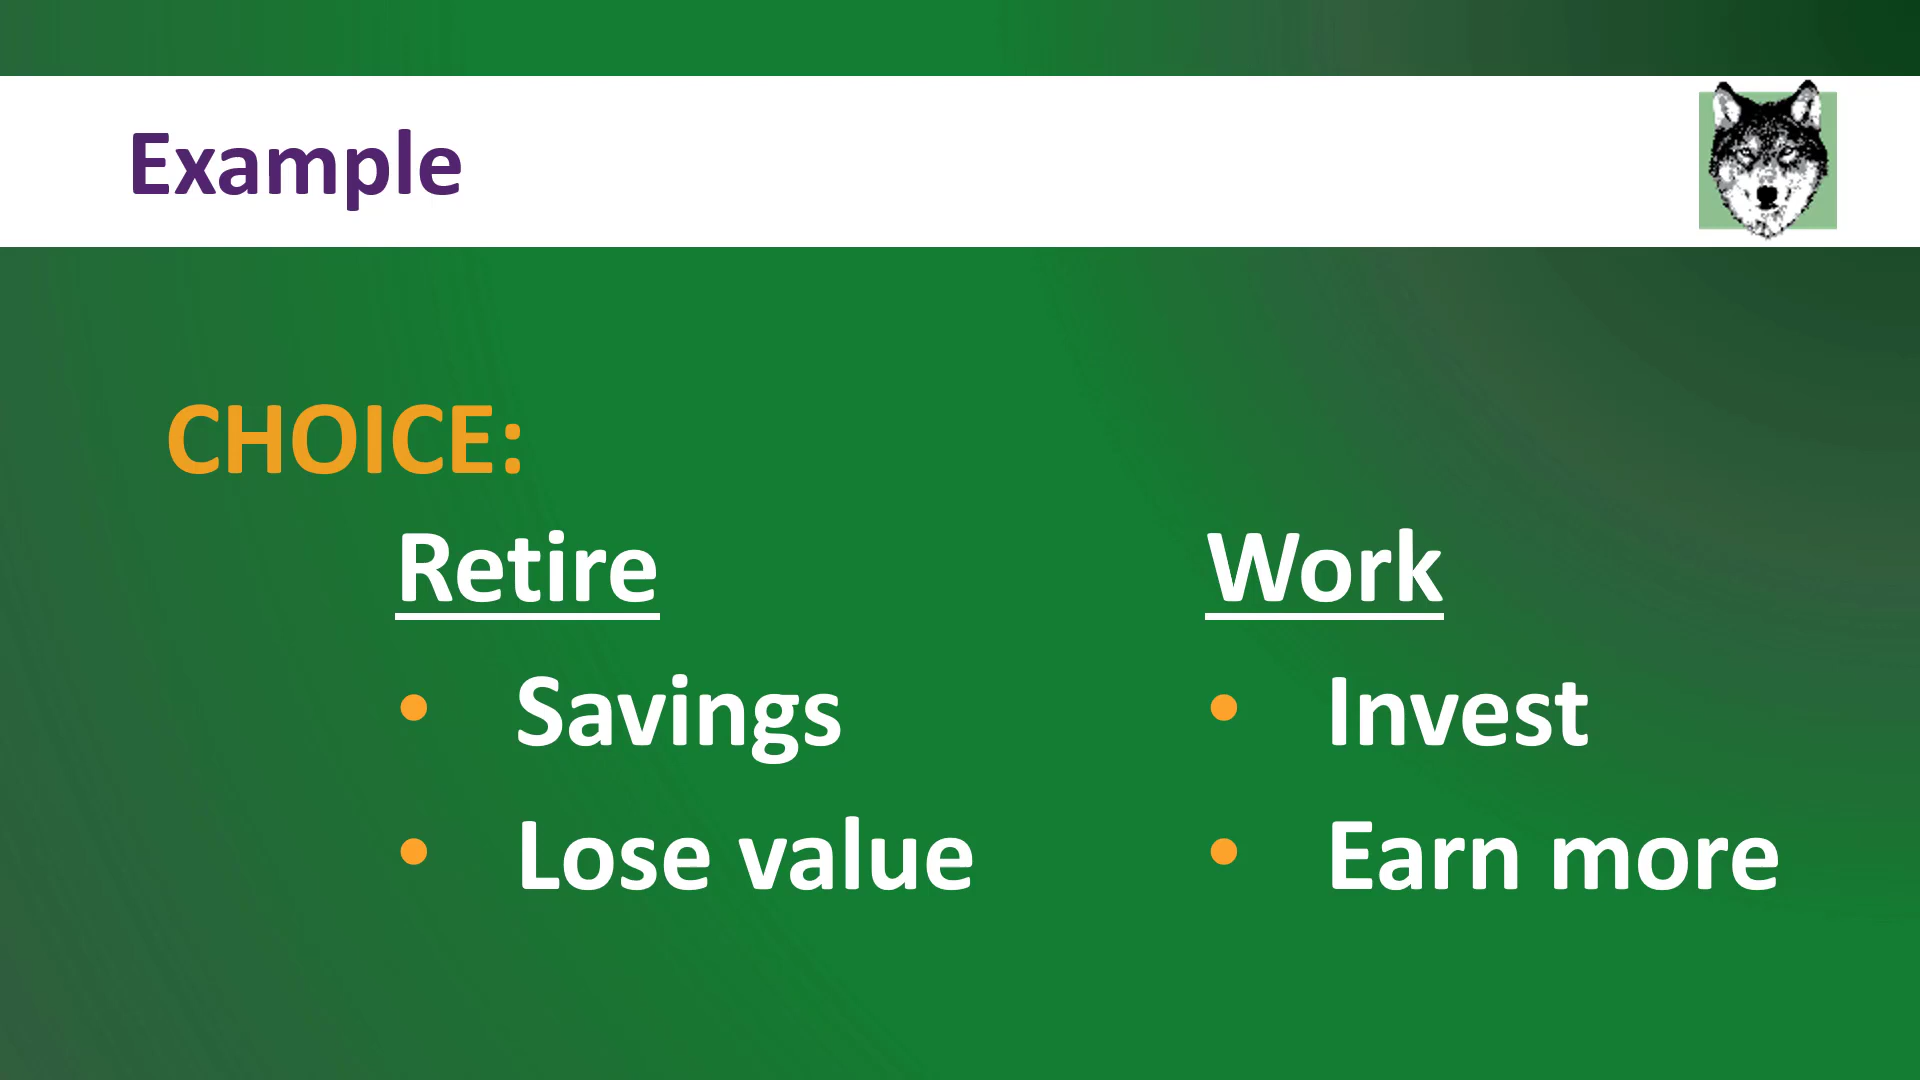 Example
CHOICE:
Retire
• Savings
• Lose value
Work
• Invest
• Earn more